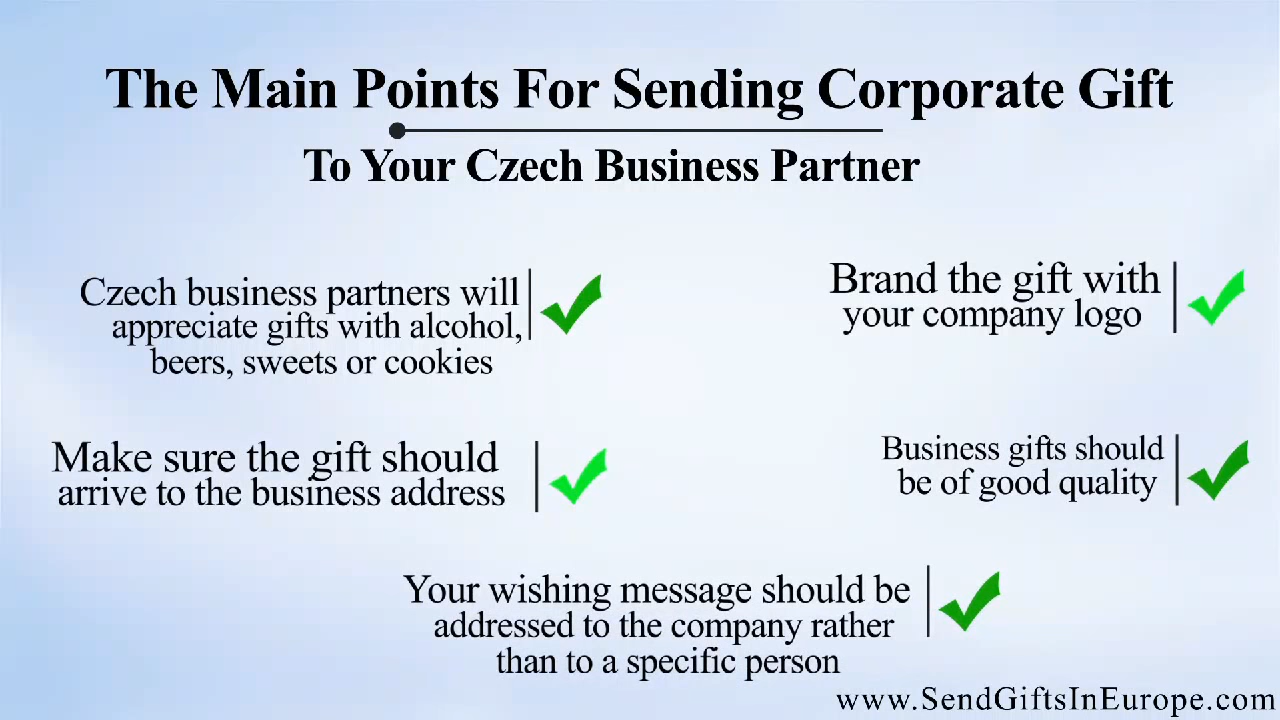 The Main Points For Sending Corporate Gift
To Your Czech Business Partner
Czech business partners will
appreciate gifts with alcohol,
beers, sweets or cookies
Brand the gift with
your company logo
Make sure the gift should
arrive to the business address
Business gifts should
be of good quality
Your wishing message should be
addressed to the company rather
than to a specific person
www.SendGiftsInEurope.com